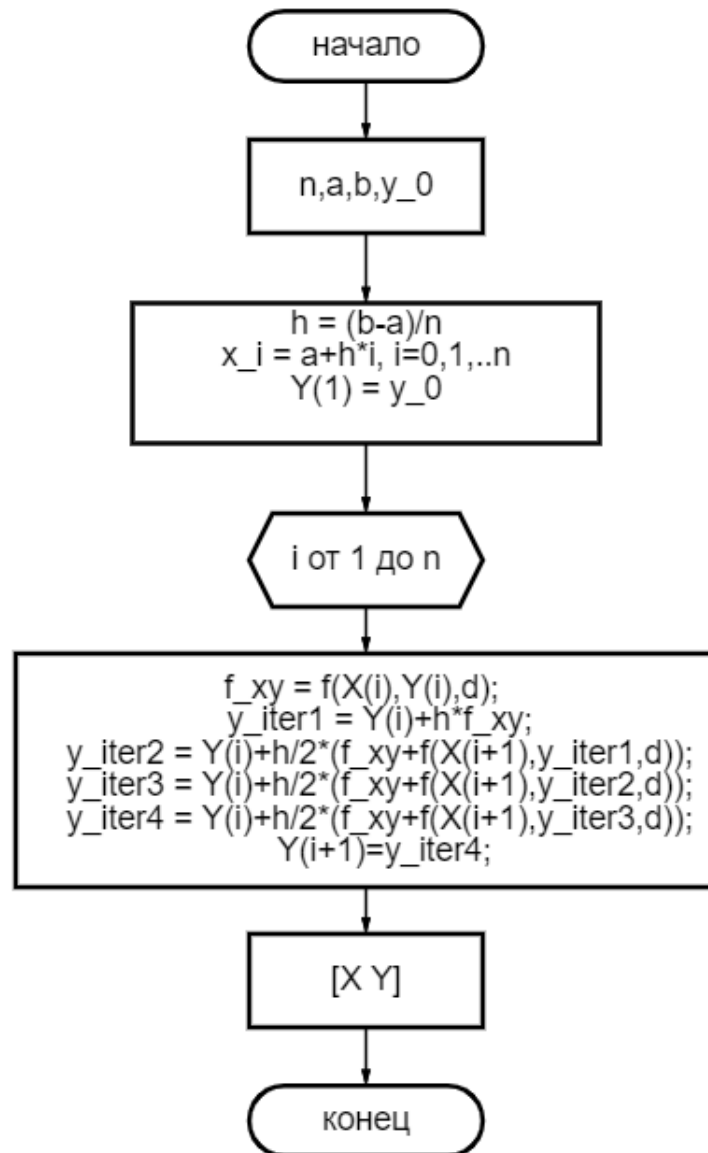 начало
n,a,b,y_0
h = (b-a)/n
x_i = a+h*i, i=0,1,..n
Y(1) = y_0
i от 1 до n
f_xy = f(X(i),Y(i),d);
y_iter1 = Y(i)+h*f_xy;
y_iter2 = Y(i)+h/2*(f_xy+f(X(i+1),y_iter1,d));
y_iter3 = Y(i)+h/2*(f_xy+f(X(i+1),y_iter2,d));
y_iter4 = Y(i)+h/2*(f_xy+f(X(i+1),y_iter3,d));
Y(i+1)=y_iter4;
[X Y]
конец